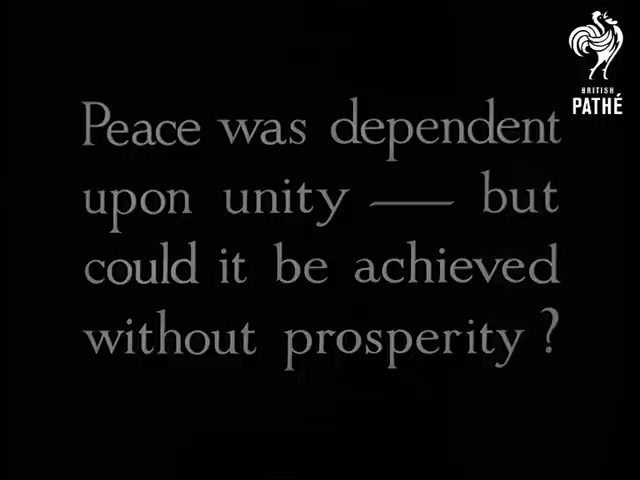 BRITISH
PATHÉ
Peace was dependent
upon unity — but
could it be achieved
without prosperity ?